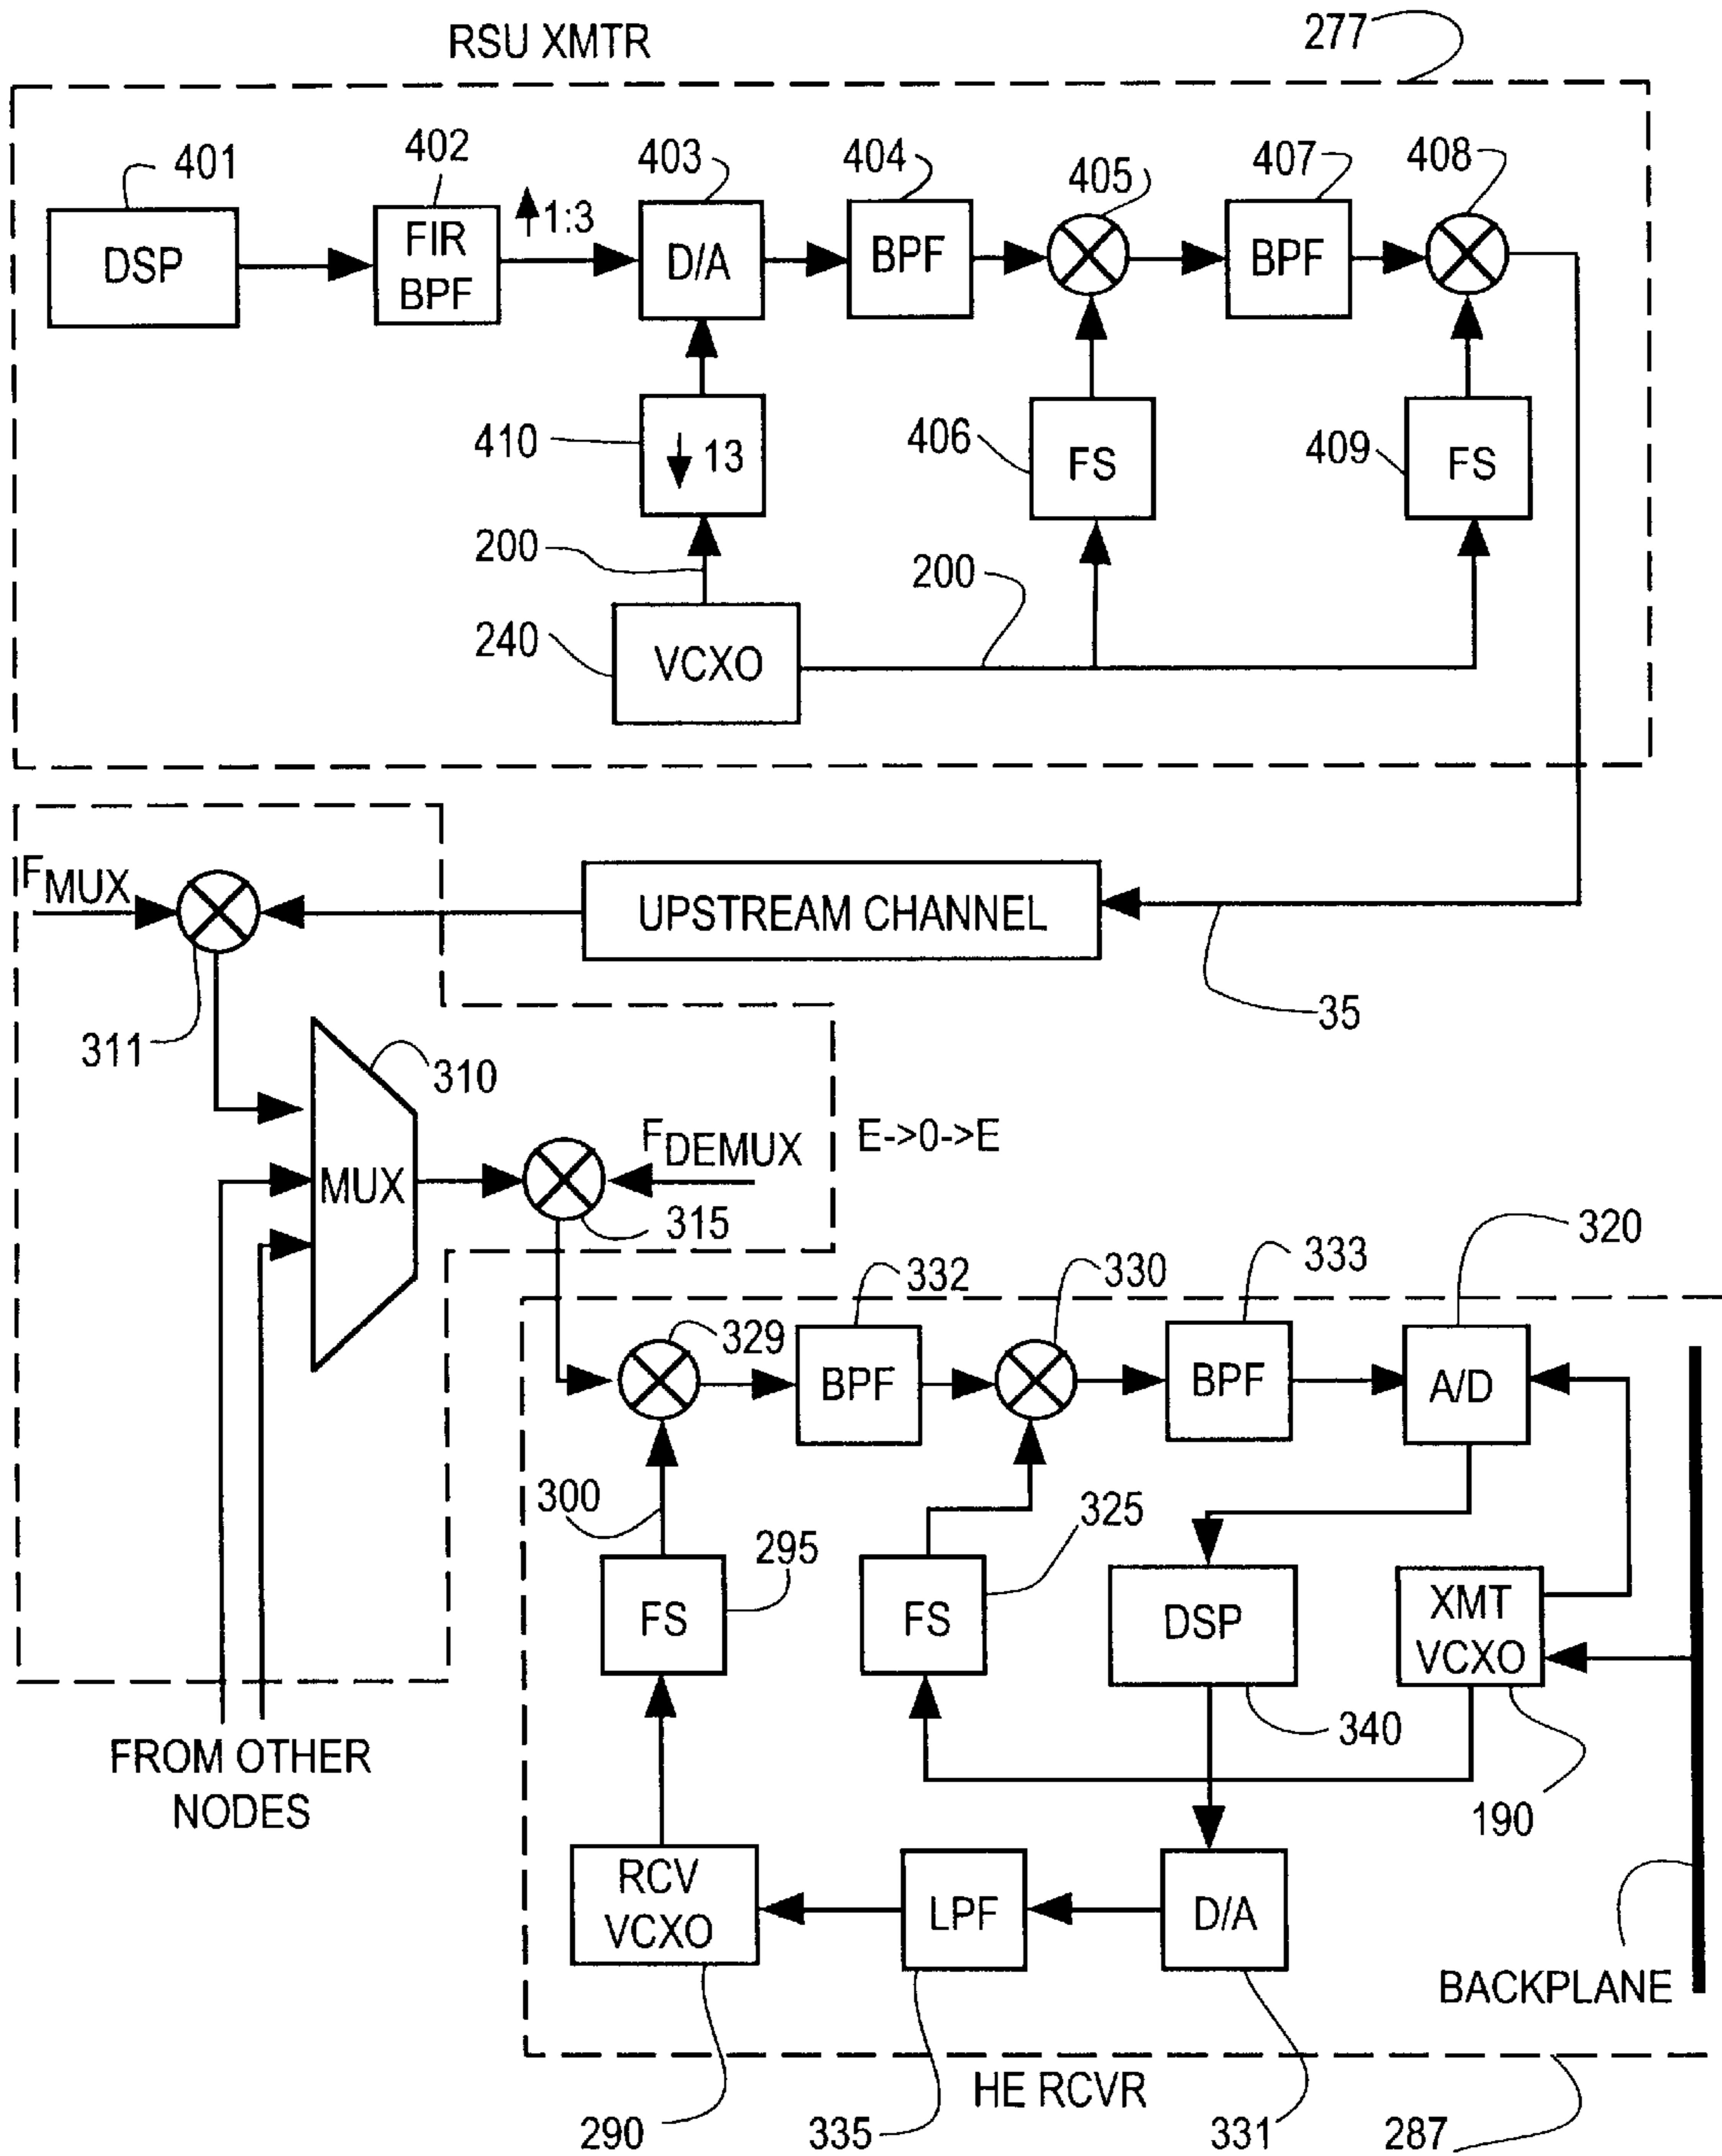 RSU XMTR
277
401
402
403
404
405
407
408
DSP
FIR
BPF
↑1:3
D/A
BPF
BPF
410
↓ 13
406
FS
409
FS
200
200
240
VCXO
FMUX
UPSTREAM CHANNEL
35
311
310
MUX
FDEMUX
E->0->E
315
320
332
330
333
329
BPF
BPF
A/D
300
295
325
FS
FS
DSP
XMT
VCXO
340
190
FROM OTHER
NODES
RCV
VCXO
LPF
D/A
BACKPLANE
HE RCVR
290
335
331
287